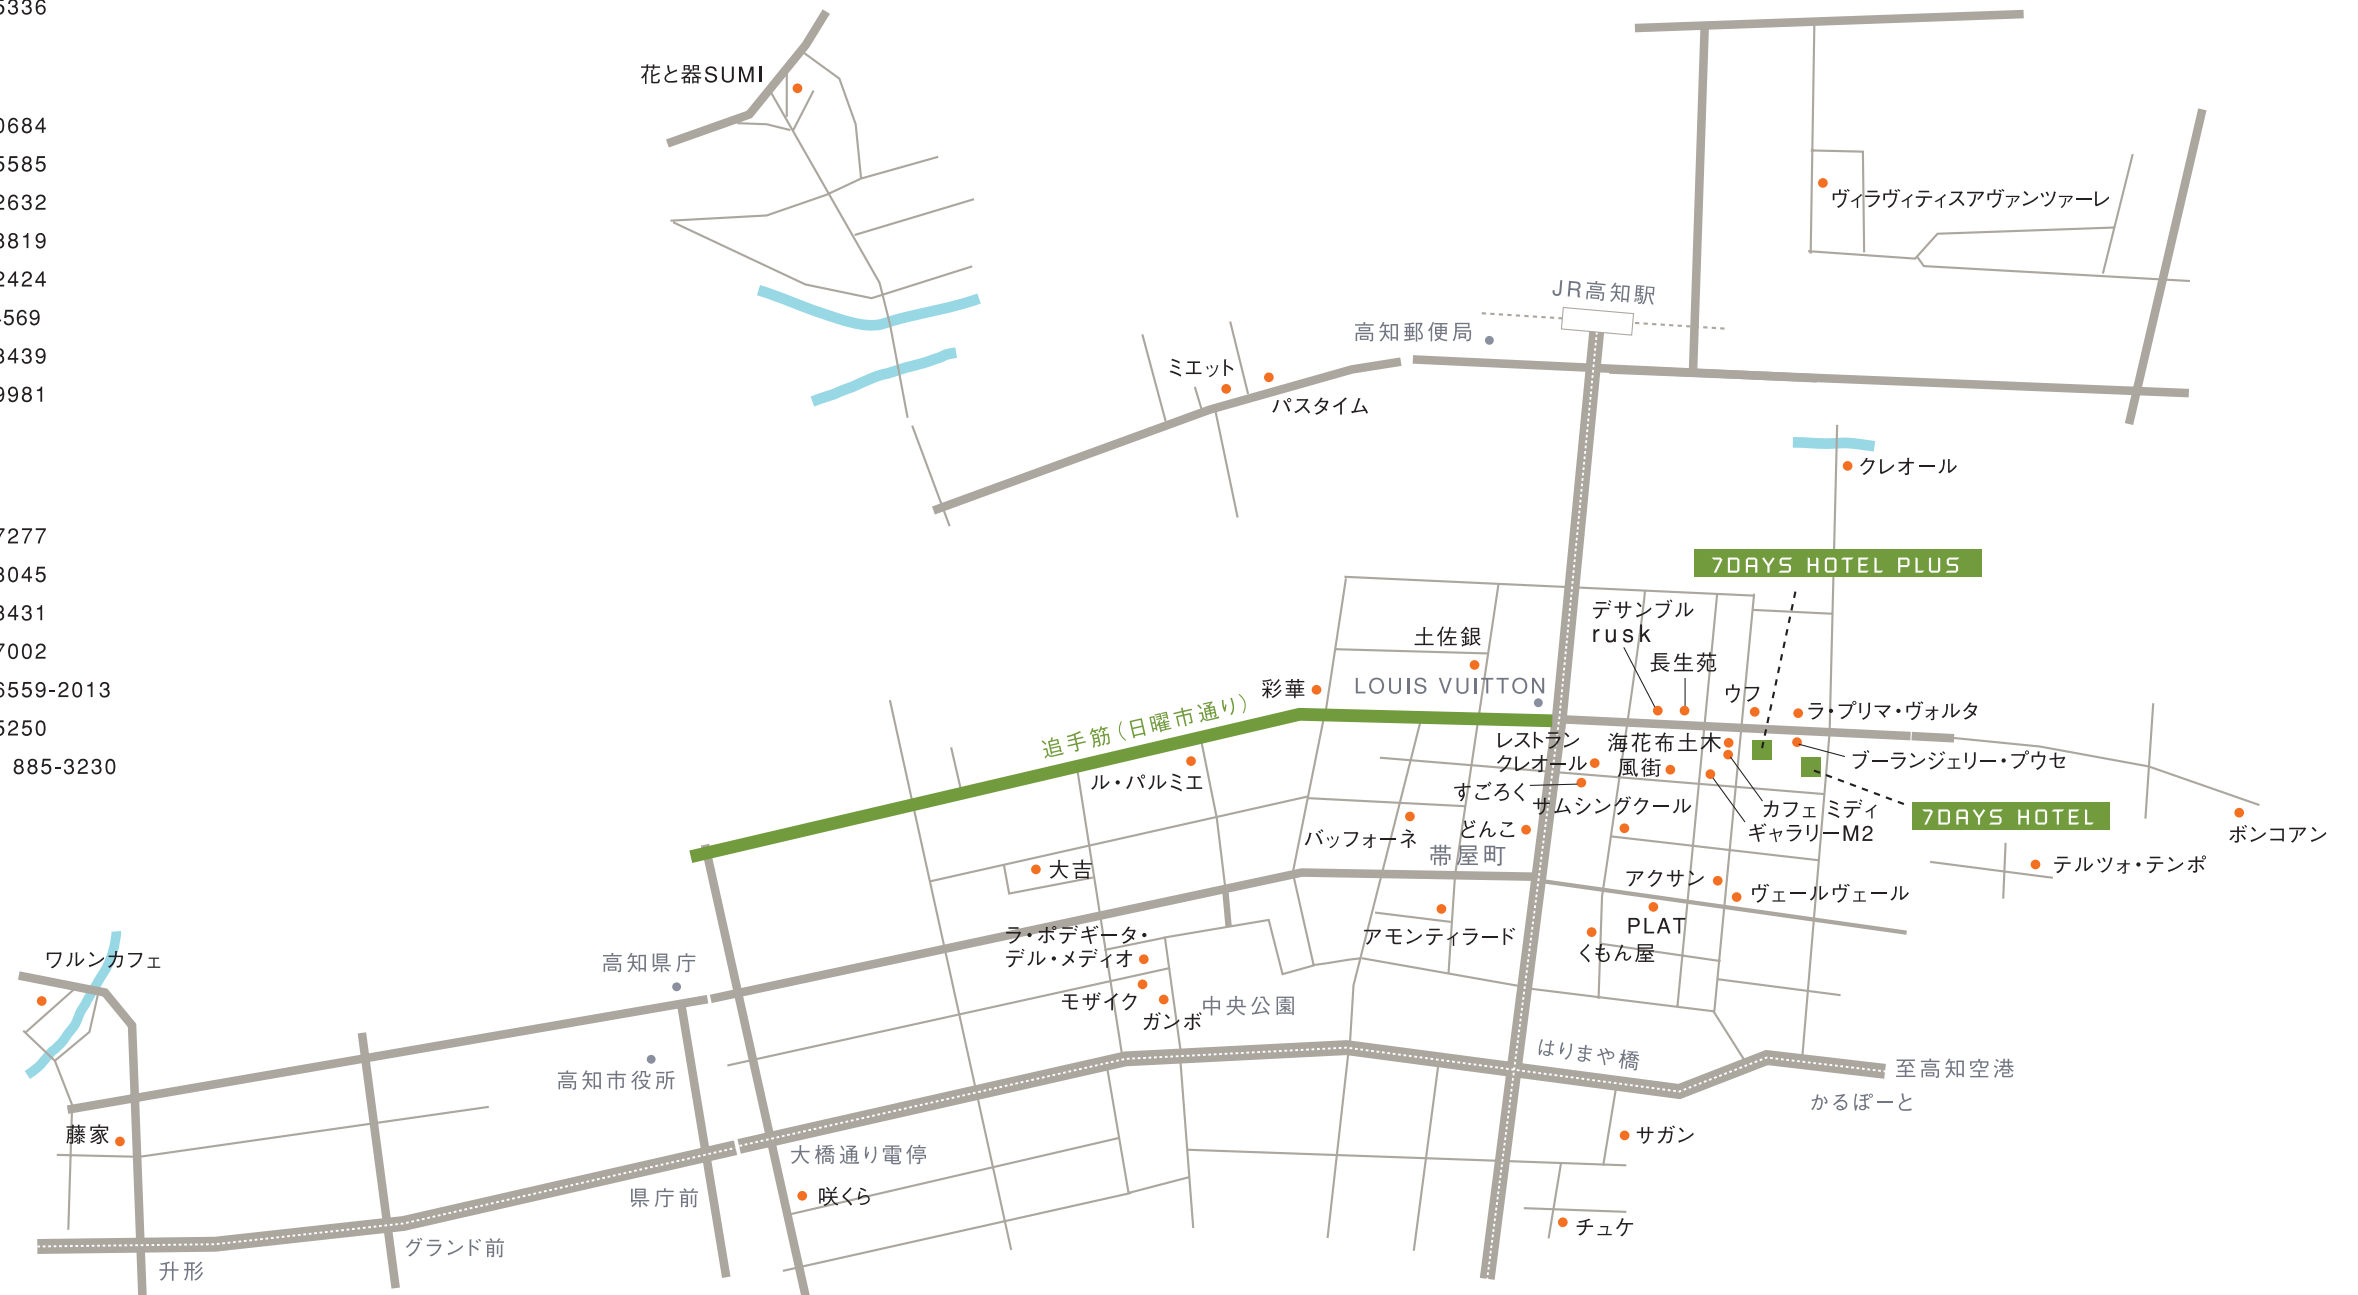 5336
0684
5585
2632
3819
2424
4569
3439
9981
7277
3045
3431
7002
6559-2013
5250
885-3230
花と器SUMI
ヴィラヴィティスアヴァンツァーレ
JR高知駅
高知郵便局
ミエット
パスタイム
クレオール
7DAYS HOTEL PLUS
デサンブル
rusk
土佐銀
長生苑
彩華
LOUIS VUITTON
ウフ
ラ・プリマ・ヴォルタ
追手筋（日曜市通り）
レストラン
クレオール
海花布土木
風街
ブーランジェリー・プウセ
ル・パルミエ
すごろく
サムシングクール
カフェ ミディ
ギャラリーM2
7DAYS HOTEL
ボンコアン
バッフォーネ
どんこ
帯屋町
テルツォ・テンポ
大吉
アクサン
ヴェールヴェール
PLAT
くもん屋
アモンティラード
ラ・ボデギータ・
デル・メディオ
モザイク
ガンボ
中央公園
ワルンカフェ
高知県庁
高知市役所
はりまや橋
至高知空港
かるぽーと
藤家
サガン
大橋通り電停
県庁前
咲くら
チュケ
グランド前
升形